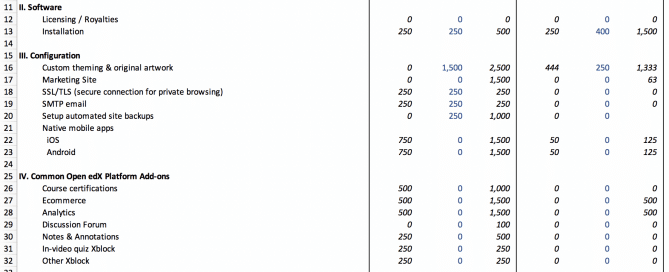 11 II. Software
12 Licensing / Royalties 0 0 0 0 0 0
13 Installation 250 250 500 250 400 1,500
14
15 III. Configuration
16 Custom theming & original artwork 0 1,500 2,500 444 250 1,333
17 Marketing Site 0 0 1,500 0 0 63
18 SSL/TLS (secure connection for private browsing) 250 250 250 0 0 0
19 SMTP email 250 250 250 0 0 0
20 Setup automated site backups 0 250 1,000 0 0
21 Native mobile apps
22 iOS 750 0 1,500 50 0 125
23 Android 750 0 1,500 50 0 125
24
25 IV. Common Open edX Platform Add-ons
26 Course certifications 500 0 1,000 0 0 0
27 Ecommerce 500 0 1,500 0 0 500
28 Analytics 500 0 1,500 0 0 500
29 Discussion Forum 0 0 100 0 0 0
30 Notes & Annotations 250 0 500 0 0 0
31 In-video quiz Xblock 250 0 250 0 0 0
32 Other Xblock 250 0 250 0 0 0